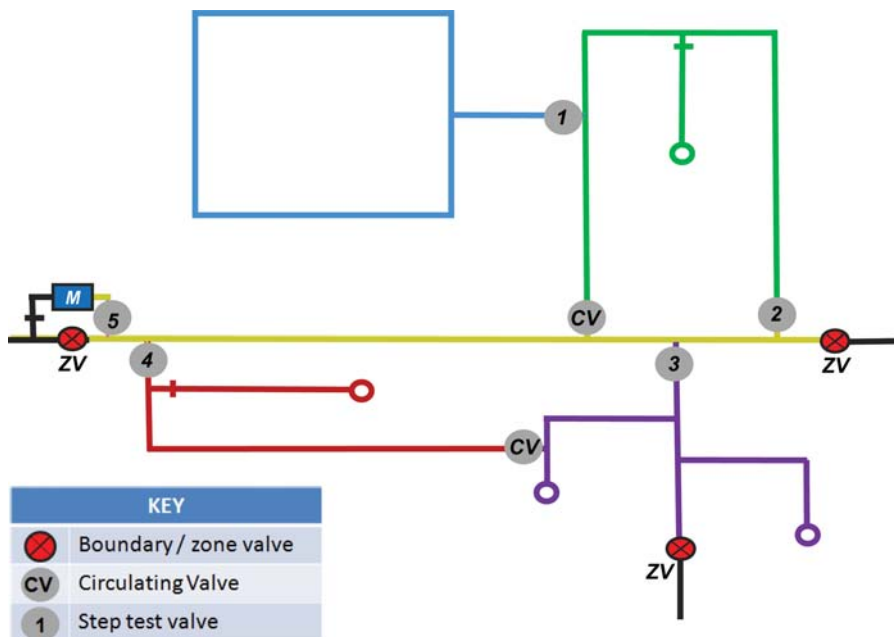 1
M
5
CV
2
ZV
4
3
ZV
CV
ZV
KEY
Boundary / zone valve
CV Circulating Valve
1 Step test valve